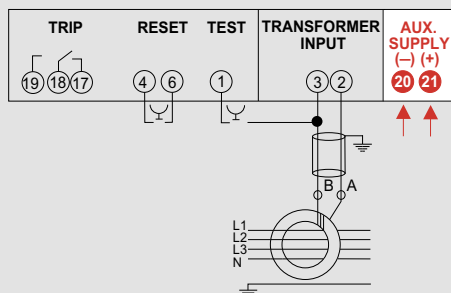 TRIP
RESET
TEST
TRANSFORMER
INPUT
AUX.
SUPPLY
(–) (+)
19 18 17
4 6
1
3 2
20 21
B A
L1
L2
L3
N